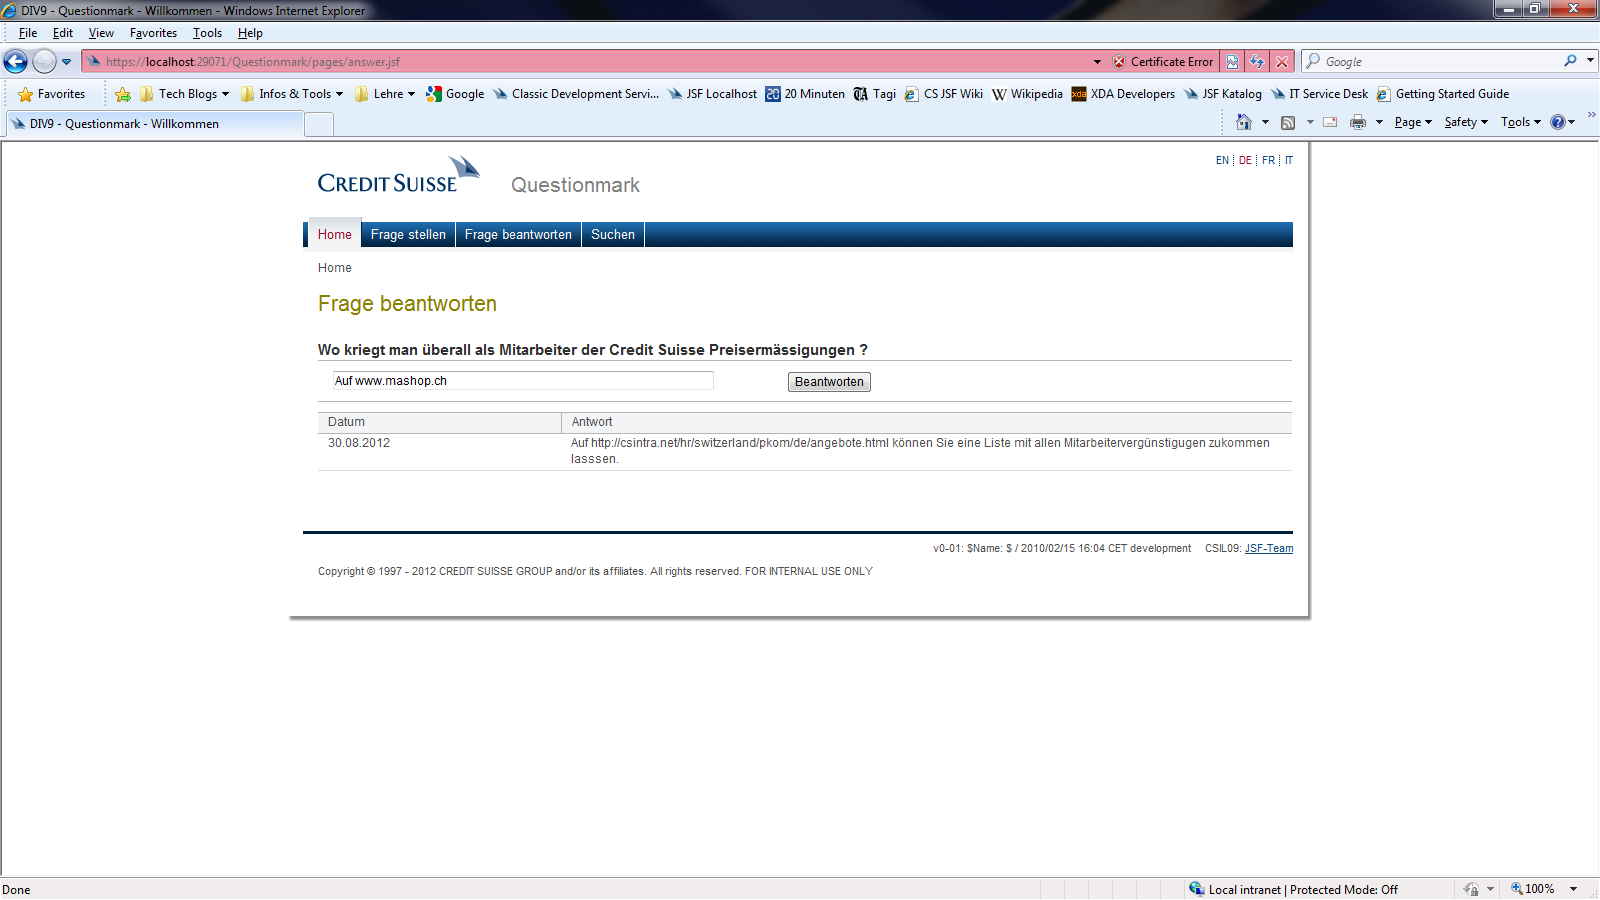 DIV9 - Questionmark - Willkommen - Windows Internet Explorer
File Edit View Favorites Tools Help
https://localhost:29071/Questionmark/pages/answer.jsf Certificate Error Google
Favorites Tech Blogs Infos & Tools Lehre Google Classic Development Servi... JSF Localhost 20 Minuten Tagi CS JSF Wiki Wikipedia XDA Developers JSF Katalog IT Service Desk Getting Started Guide
DIV9 - Questionmark - Willkommen Page Safety Tools
EN DE FR IT
CREDIT SUISSE Questionmark
Home Frage stellen Frage beantworten Suchen
Home
Frage beantworten
Wo kriegt man überall als Mitarbeiter der Credit Suisse Preisermässigungen ?
Auf www.mashop.ch Beantworten
Datum Antwort
30.08.2012 Auf http://csintra.net/hr/switzerland/pkom/de/angebote.html können Sie eine Liste mit allen Mitarbeitervergünstigugen zukommen
lasssen.
v0-01: $Name: $ / 2010/02/15 16:04 CET development CSIL09: JSF-Team
Copyright © 1997 - 2012 CREDIT SUISSE GROUP and/or its affiliates. All rights reserved. FOR INTERNAL USE ONLY
Done Local intranet | Protected Mode: Off 100%